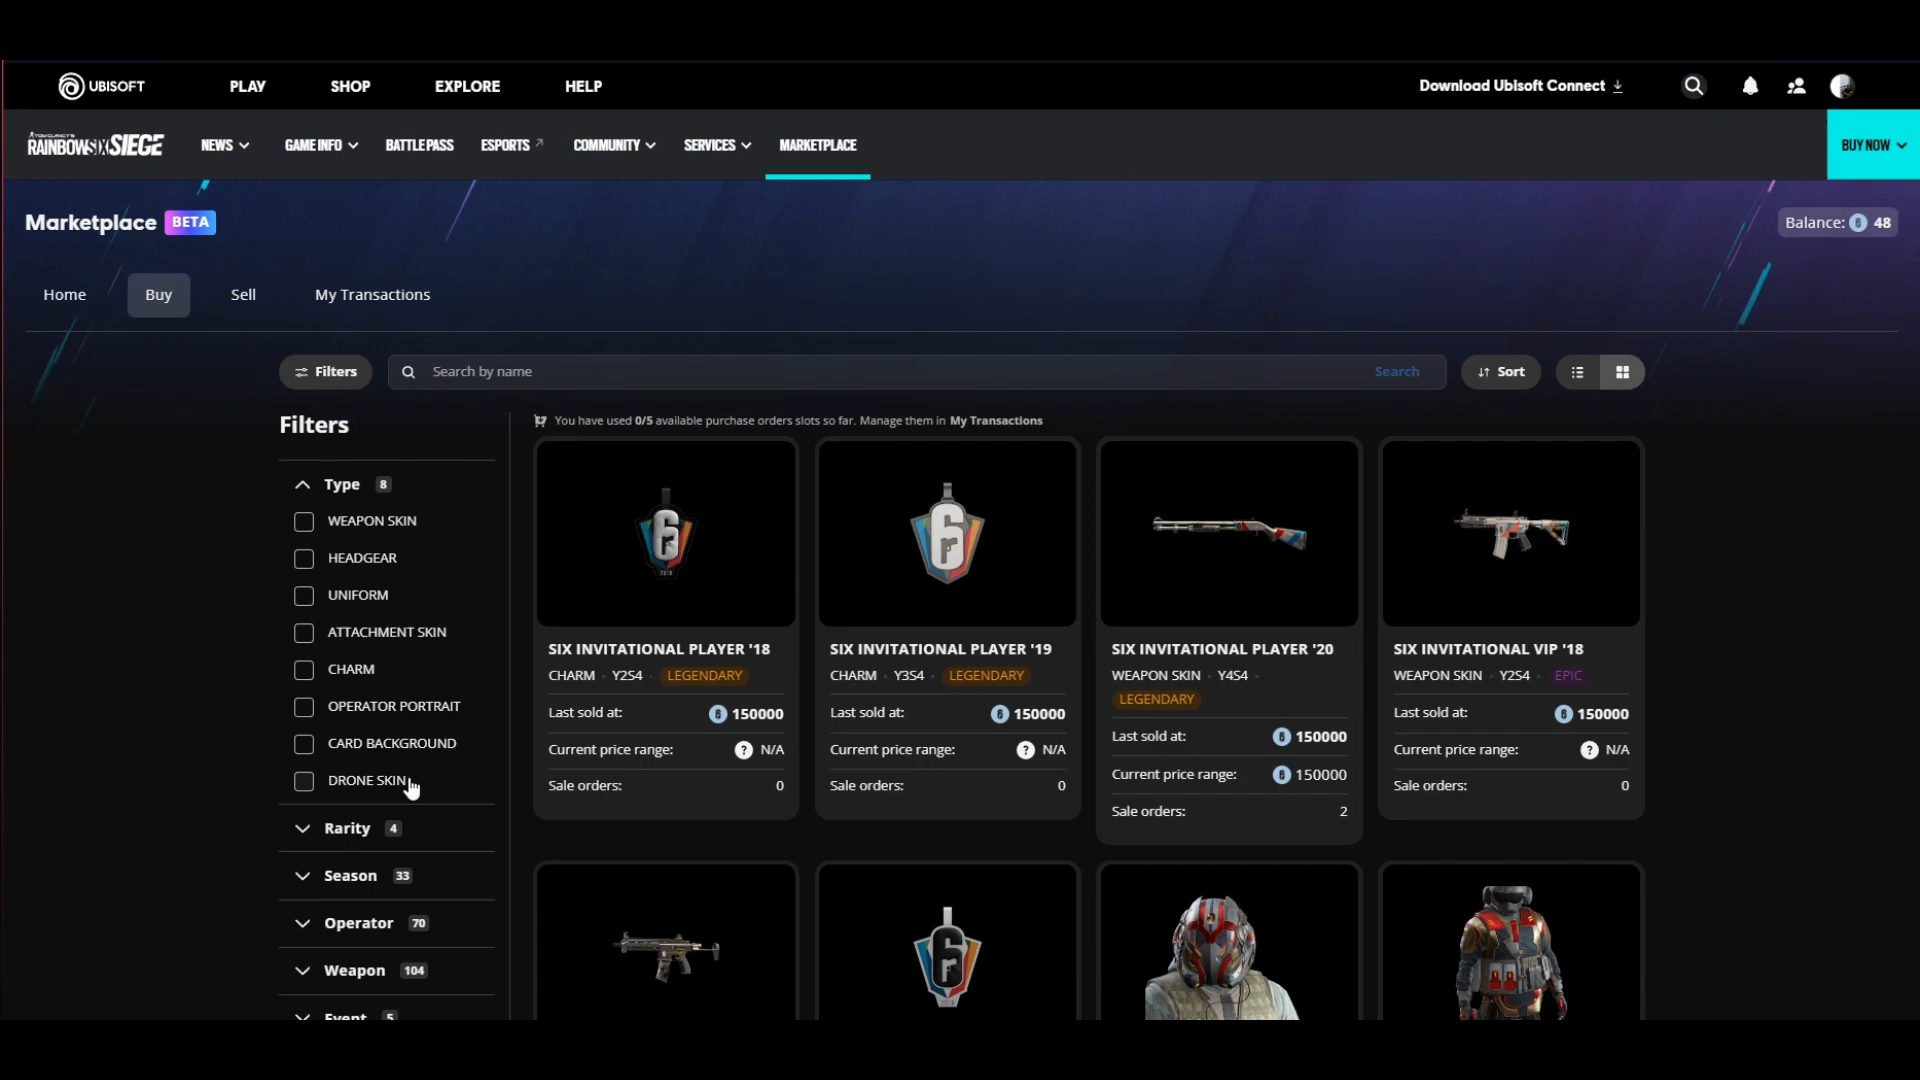 UBISOFT PLAY SHOP EXPLORE HELP Download Ubisoft Connect
TOM CLANCY'S
RAINBOW SIX SIEGE NEWS GAME INFO BATTLE PASS ESPORTS COMMUNITY SERVICES MARKETPLACE BUY NOW
Marketplace BETA Balance: 48
Home Buy Sell My Transactions
Filters Search by name Search Sort
Filters
You have used 0/5 available purchase orders slots so far. Manage them in My Transactions
Type 8
WEAPON SKIN
HEADGEAR
UNIFORM
ATTACHMENT SKIN
CHARM
OPERATOR PORTRAIT
CARD BACKGROUND
DRONE SKIN
Rarity 4
Season 33
Operator 70
Weapon 104
Event 5
SIX INVITATIONAL PLAYER '18
CHARM Y2S4 LEGENDARY
Last sold at: 150000
Current price range: ? N/A
Sale orders: 0
SIX INVITATIONAL PLAYER '19
CHARM Y3S4 LEGENDARY
Last sold at: 150000
Current price range: ? N/A
Sale orders: 0
SIX INVITATIONAL PLAYER '20
WEAPON SKIN Y4S4
LEGENDARY
Last sold at: 150000
Current price range: 150000
Sale orders: 2
SIX INVITATIONAL VIP '18
WEAPON SKIN Y2S4 EPIC
Last sold at: 150000
Current price range: ? N/A
Sale orders: 0